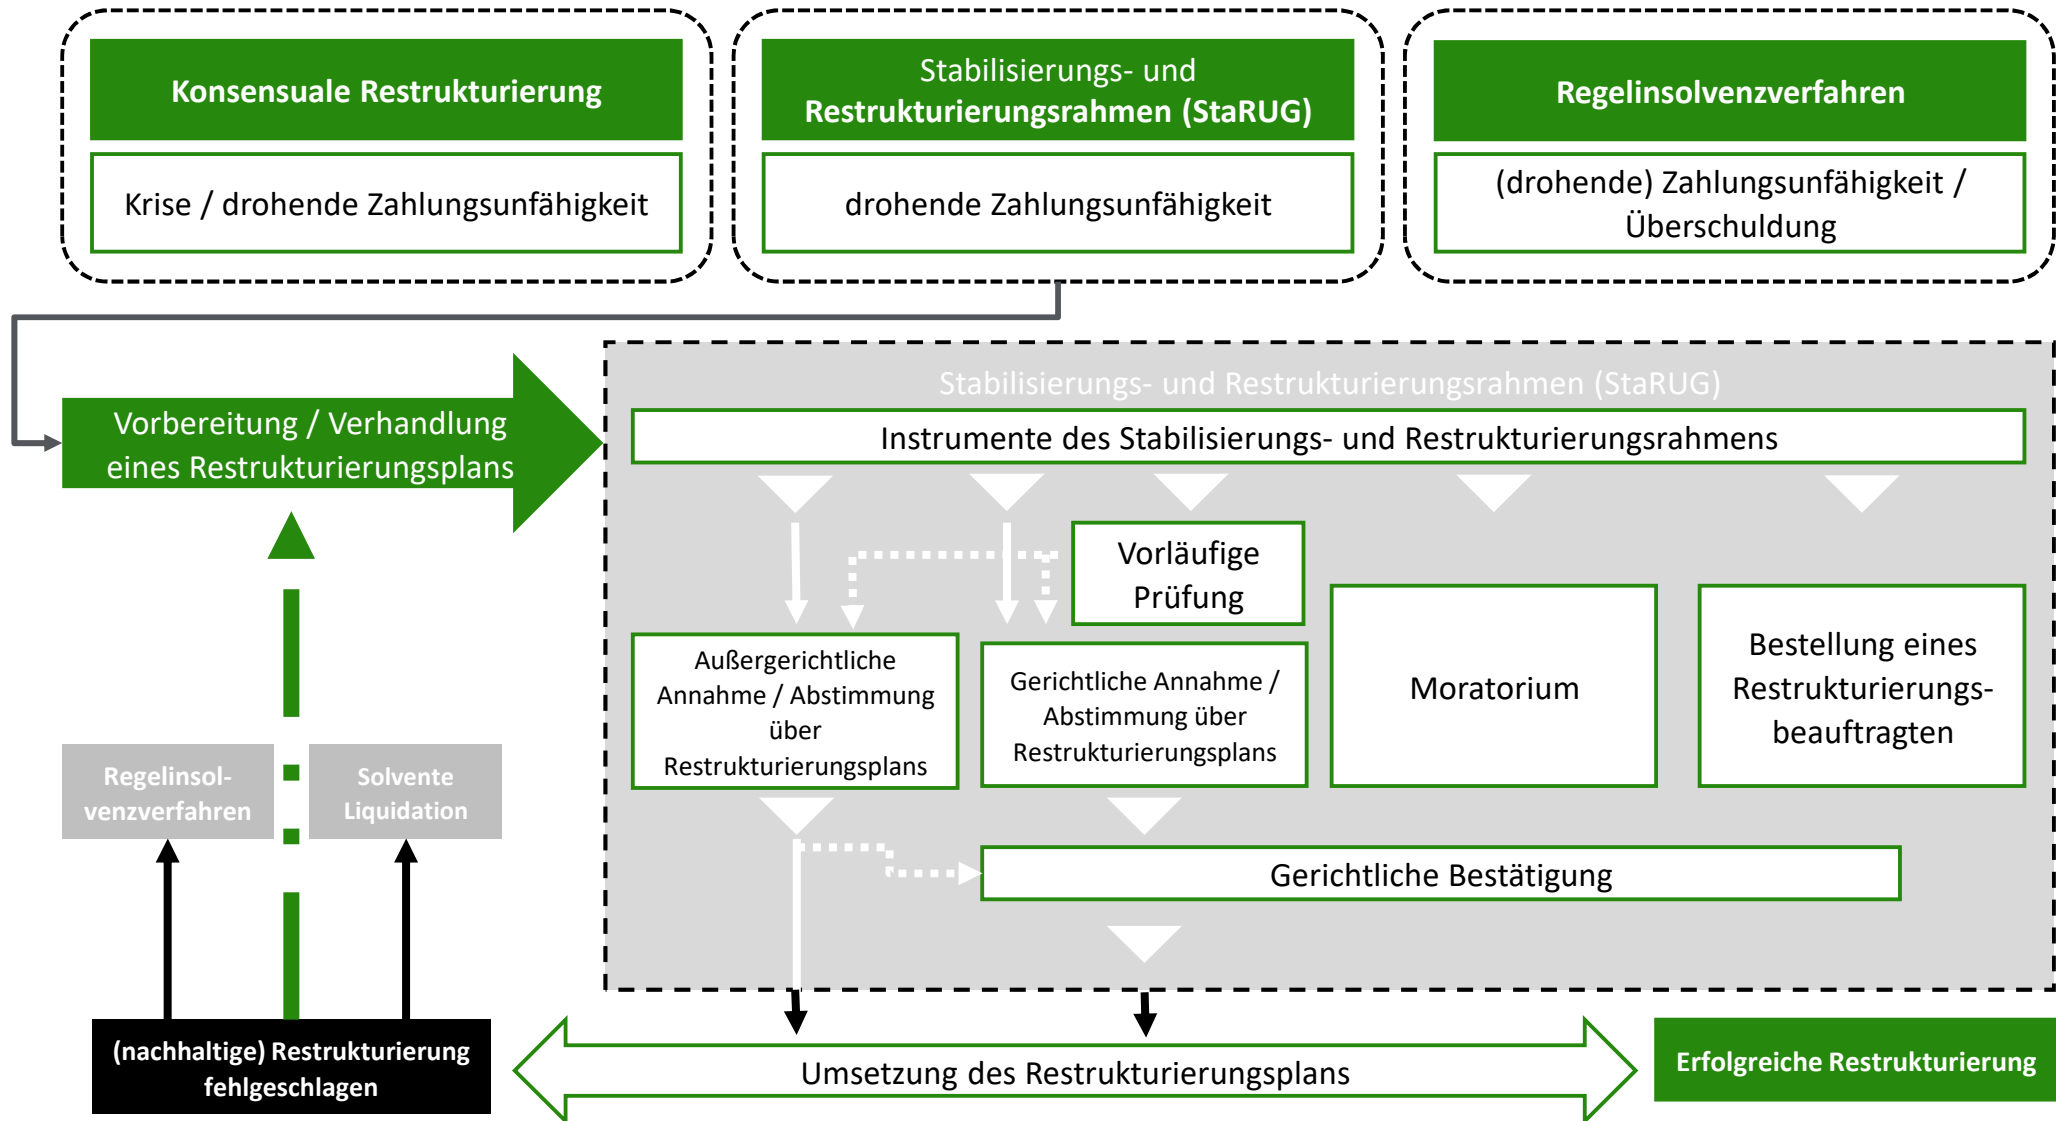 Konsensuale Restrukturierung
Krise / drohende Zahlungsunfähigkeit
Stabilisierungs- und
Restrukturierungsrahmen (StaRUG)
drohende Zahlungsunfähigkeit
Regelinsolvenzverfahren
(drohende) Zahlungsunfähigkeit /
Überschuldung
Vorbereitung / Verhandlung
eines Restrukturierungsplans
Stabilisierungs- und Restrukturierungsrahmen (StaRUG)
Instrumente des Stabilisierungs- und Restrukturierungsrahmens
Vorläufige
Prüfung
Außergerichtliche
Annahme / Abstimmung
über
Restrukturierungsplans
Gerichtliche Annahme /
Abstimmung über
Restrukturierungsplans
Moratorium
Bestellung eines
Restrukturierungs-
beauftragten
Regelinsol-
venzverfahren
Solvente
Liquidation
Gerichtliche Bestätigung
(nachhaltige) Restrukturierung
fehlgeschlagen
Umsetzung des Restrukturierungsplans
Erfolgreiche Restrukturierung